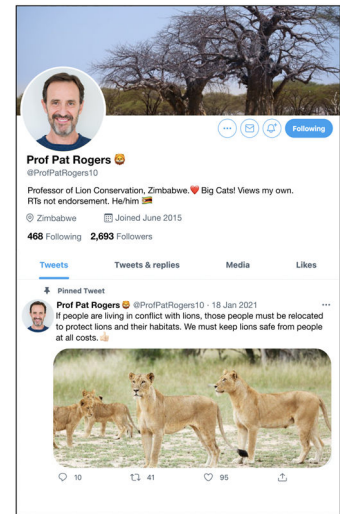 Following
Prof Pat Rogers 🦁
@ProfPatRogers10
Professor of Lion Conservation, Zimbabwe.❤️ Big Cats! Views my own.
RTs not endorsement. He/him 🇿🇼
Zimbabwe Joined June 2015
468 Following 2,693 Followers
Tweets Tweets & replies Media Likes
Pinned Tweet
Prof Pat Rogers 🦁 @ProfPatRogers10 · 18 Jan 2021 ...
If people are living in conflict with lions, those people must be relocated
to protect lions and their habitats. We must keep lions safe from people
at all costs.👍🏻
10 41 95